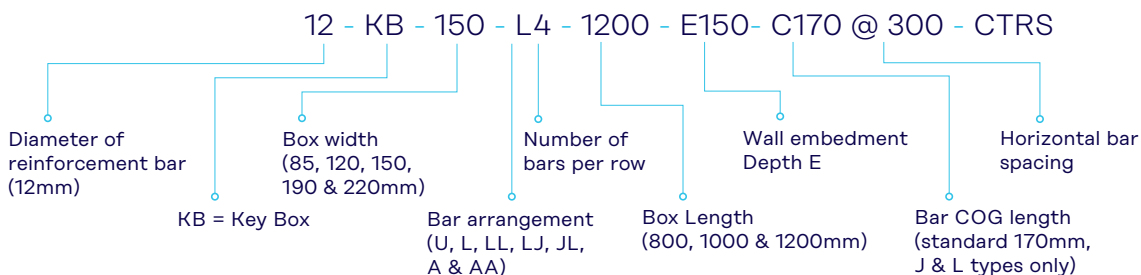 12 - KB - 150 - L4 - 1200 - E150 - C170 @ 300 - CTRS
Diameter of
reinforcement bar
(12mm)
KB = Key Box
Box width
(85, 120, 150,
190 & 220mm)
Bar arrangement
(U, L, LL, LJ, JL,
A & AA)
Number of
bars per row
Box Length
(800, 1000 & 1200mm)
Wall embedment
Depth E
Bar COG length
(standard 170mm,
J & L types only)
Horizontal bar
spacing